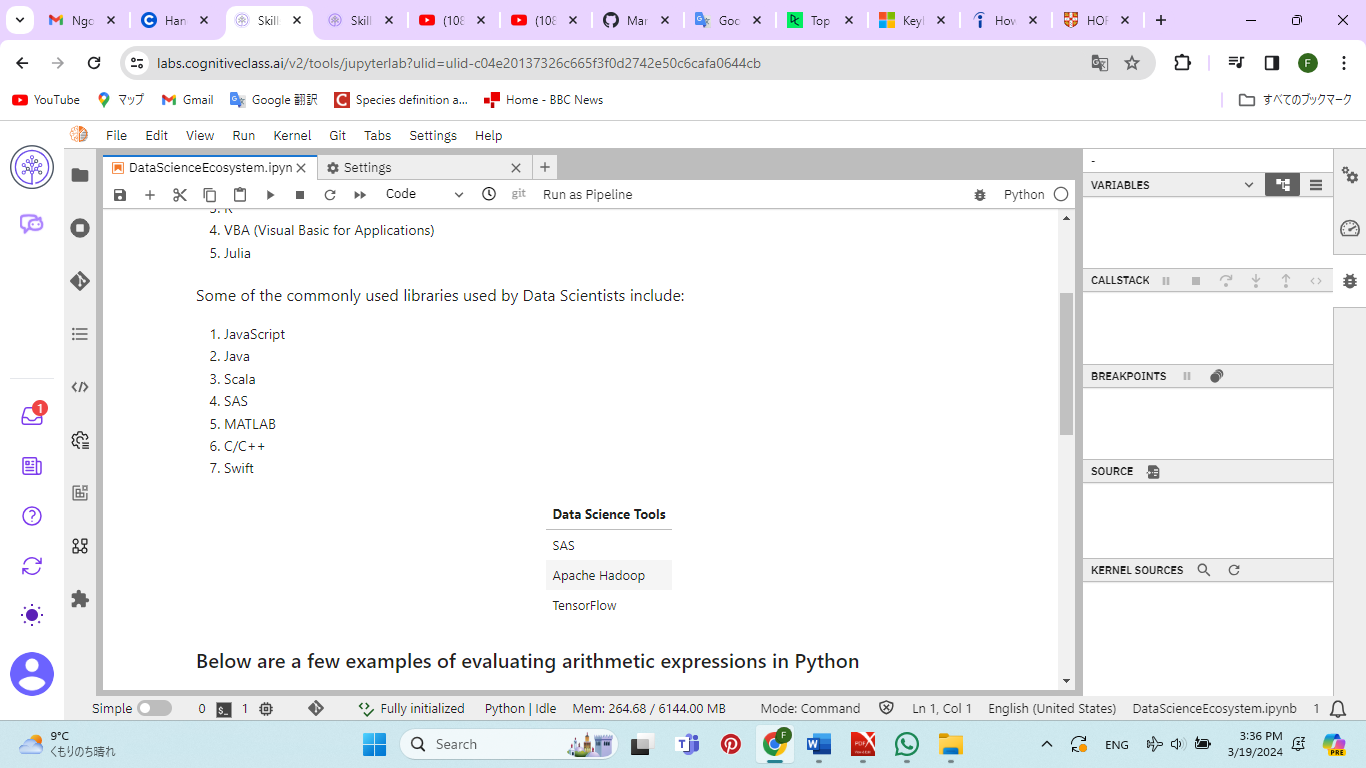 Ngo
Han
Skill
Skill
(108
(108
Mar
Goo
Top
Keyl
Hov
HOF
labs.cognitiveclass.ai/v2/tools/jupyterlab?ulid=ulid-c04e20137326c665f3f0d2742e50c6cafa0644cb
YouTube マップ Gmail Google 翻訳 Species definition a... Home - BBC News すべてのブックマーク
File Edit View Run Kernel Git Tabs Settings Help
DataScienceEcosystem.ipyn Settings
Code git Run as Pipeline Python
4. VBA (Visual Basic for Applications)
5. Julia
Some of the commonly used libraries used by Data Scientists include:
1. JavaScript
2. Java
3. Scala
4. SAS
5. MATLAB
6. C/C++
7. Swift
Data Science Tools
SAS
Apache Hadoop
TensorFlow
Below are a few examples of evaluating arithmetic expressions in Python
-
VARIABLES
CALLSTACK
BREAKPOINTS
SOURCE
KERNEL SOURCES
1
Simple 0 1 Fully initialized Python | Idle Mem: 264.68 / 6144.00 MB Mode: Command Ln 1, Col 1 English (United States) DataScienceEcosystem.ipynb 1
9°C
くもりのち晴れ
Search
ENG
3:36 PM
3/19/2024
PRE